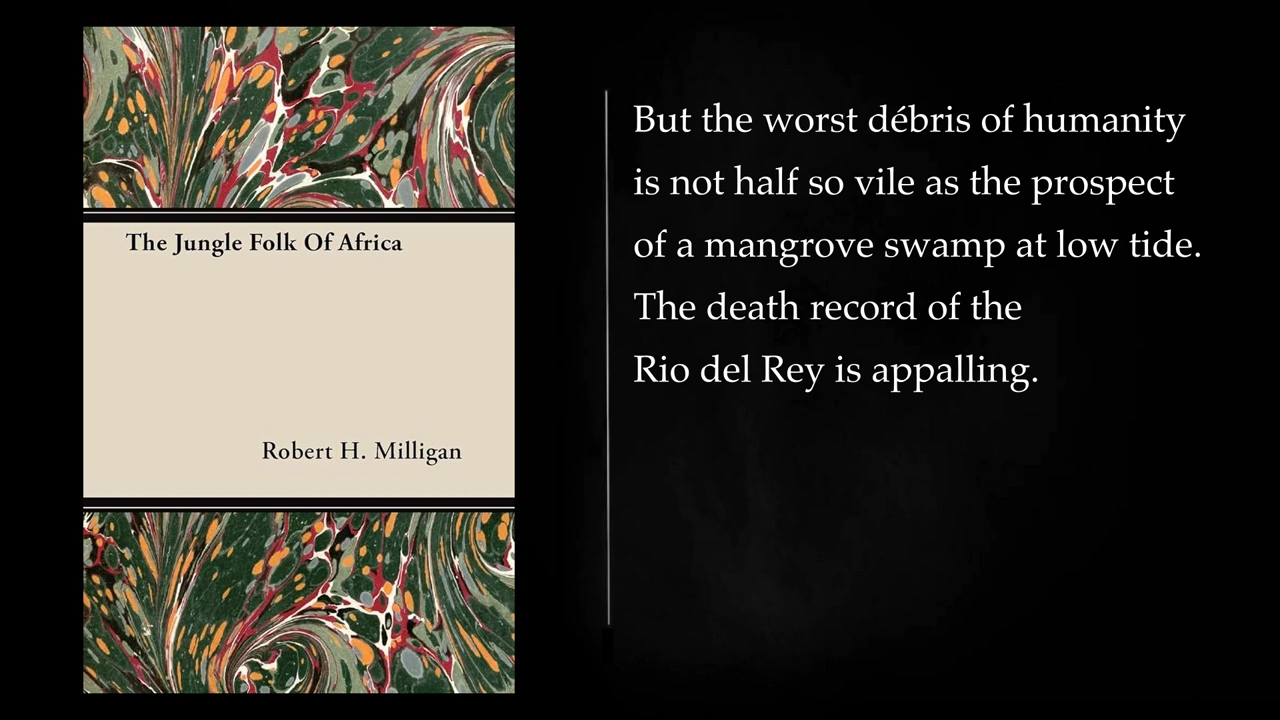 The Jungle Folk Of Africa
Robert H. Milligan
But the worst débris of humanity
is not half so vile as the prospect
of a mangrove swamp at low tide.
The death record of the
Rio del Rey is appalling.